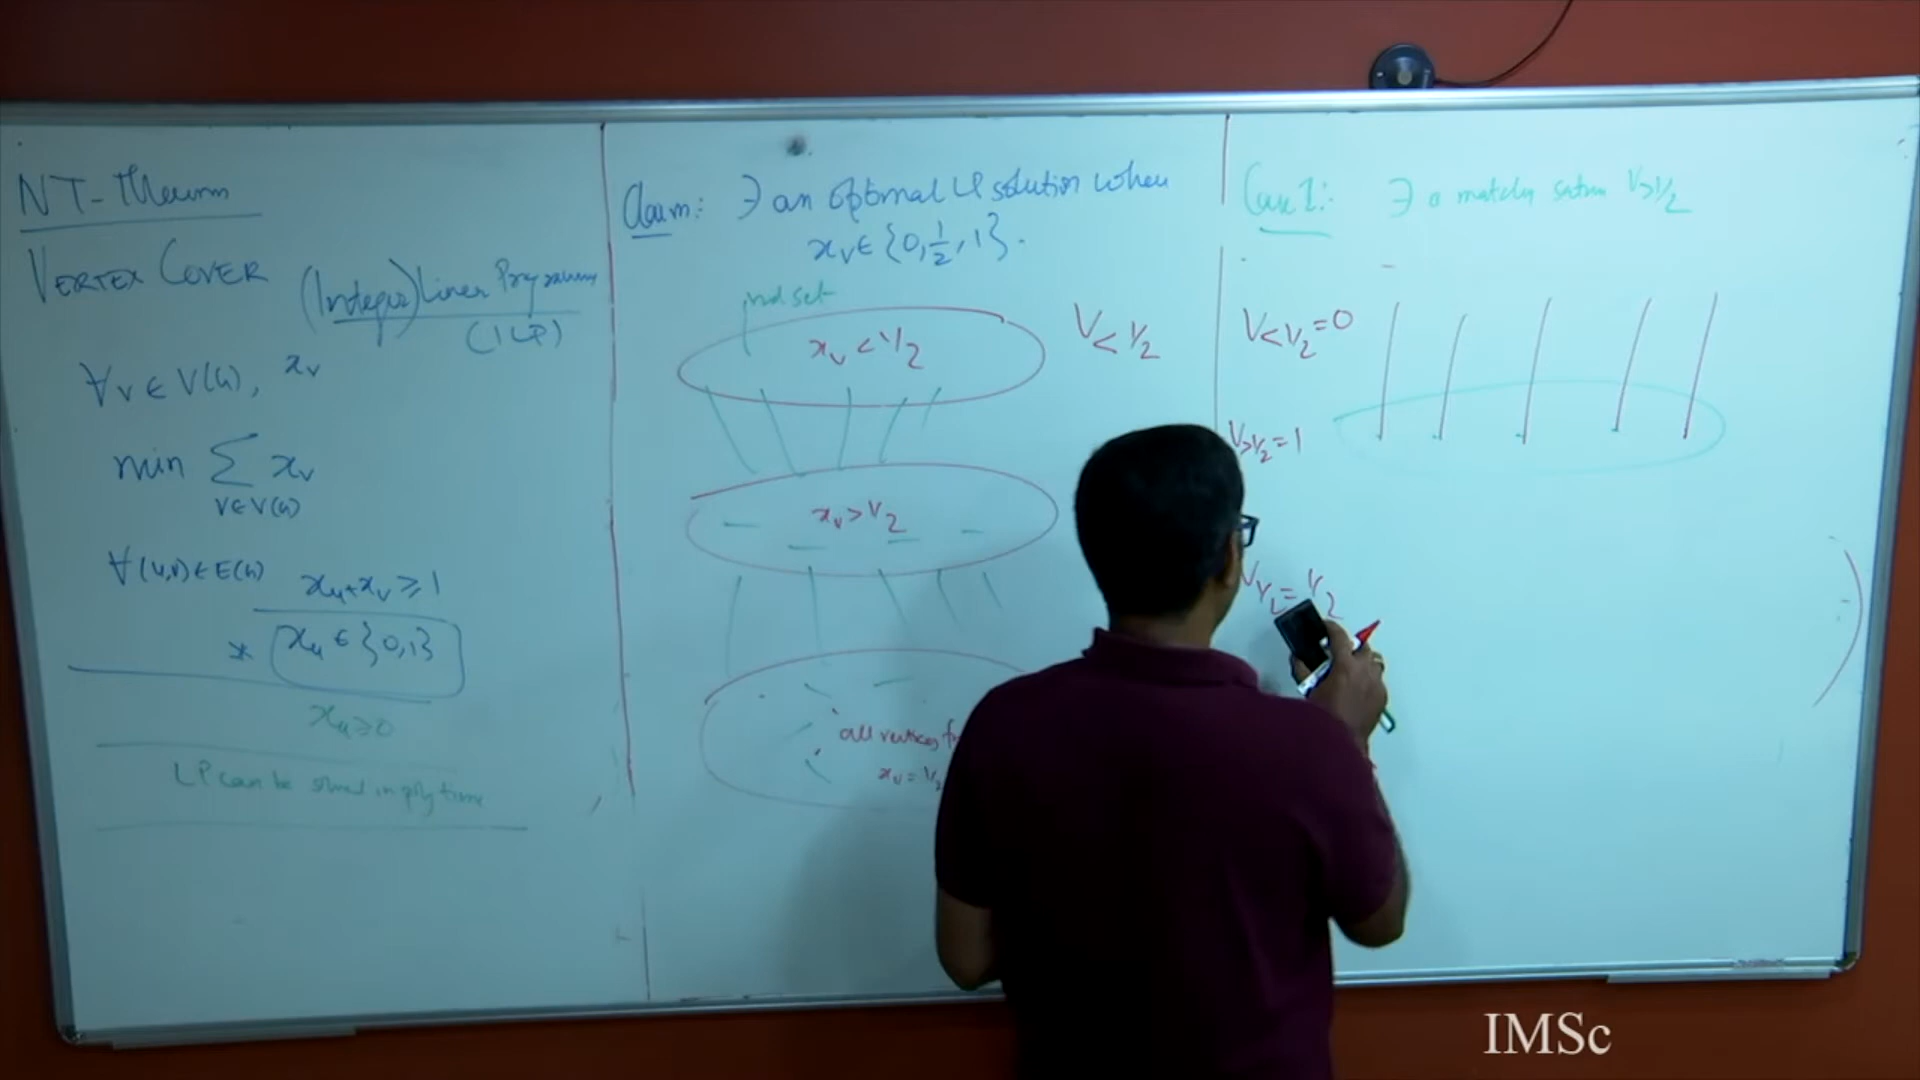 NT-Theorem
VERTEX COVER
(Integer) Linear Programming
(ILP)
∀v ∈ V(G), x_v
min Σ x_v
v∈V(G)
∀(u,v)∈E(G)
x_u+x_v ≥ 1
* x_u ∈ {0,1}
x_u ≥ 0
LP can be solved in poly time
Claim: ∃ an optimal LP solution when
x_v ∈ {0, 1/2, 1}.
ind set
x_v < 1/2
V<1/2
x_v > 1/2
all vertices
x_v = 1/2
Case 1: ∃ a matching V>1/2
V<1/2 = 0
V>1/2 = 1
V1/2 = 1/2
IMSc